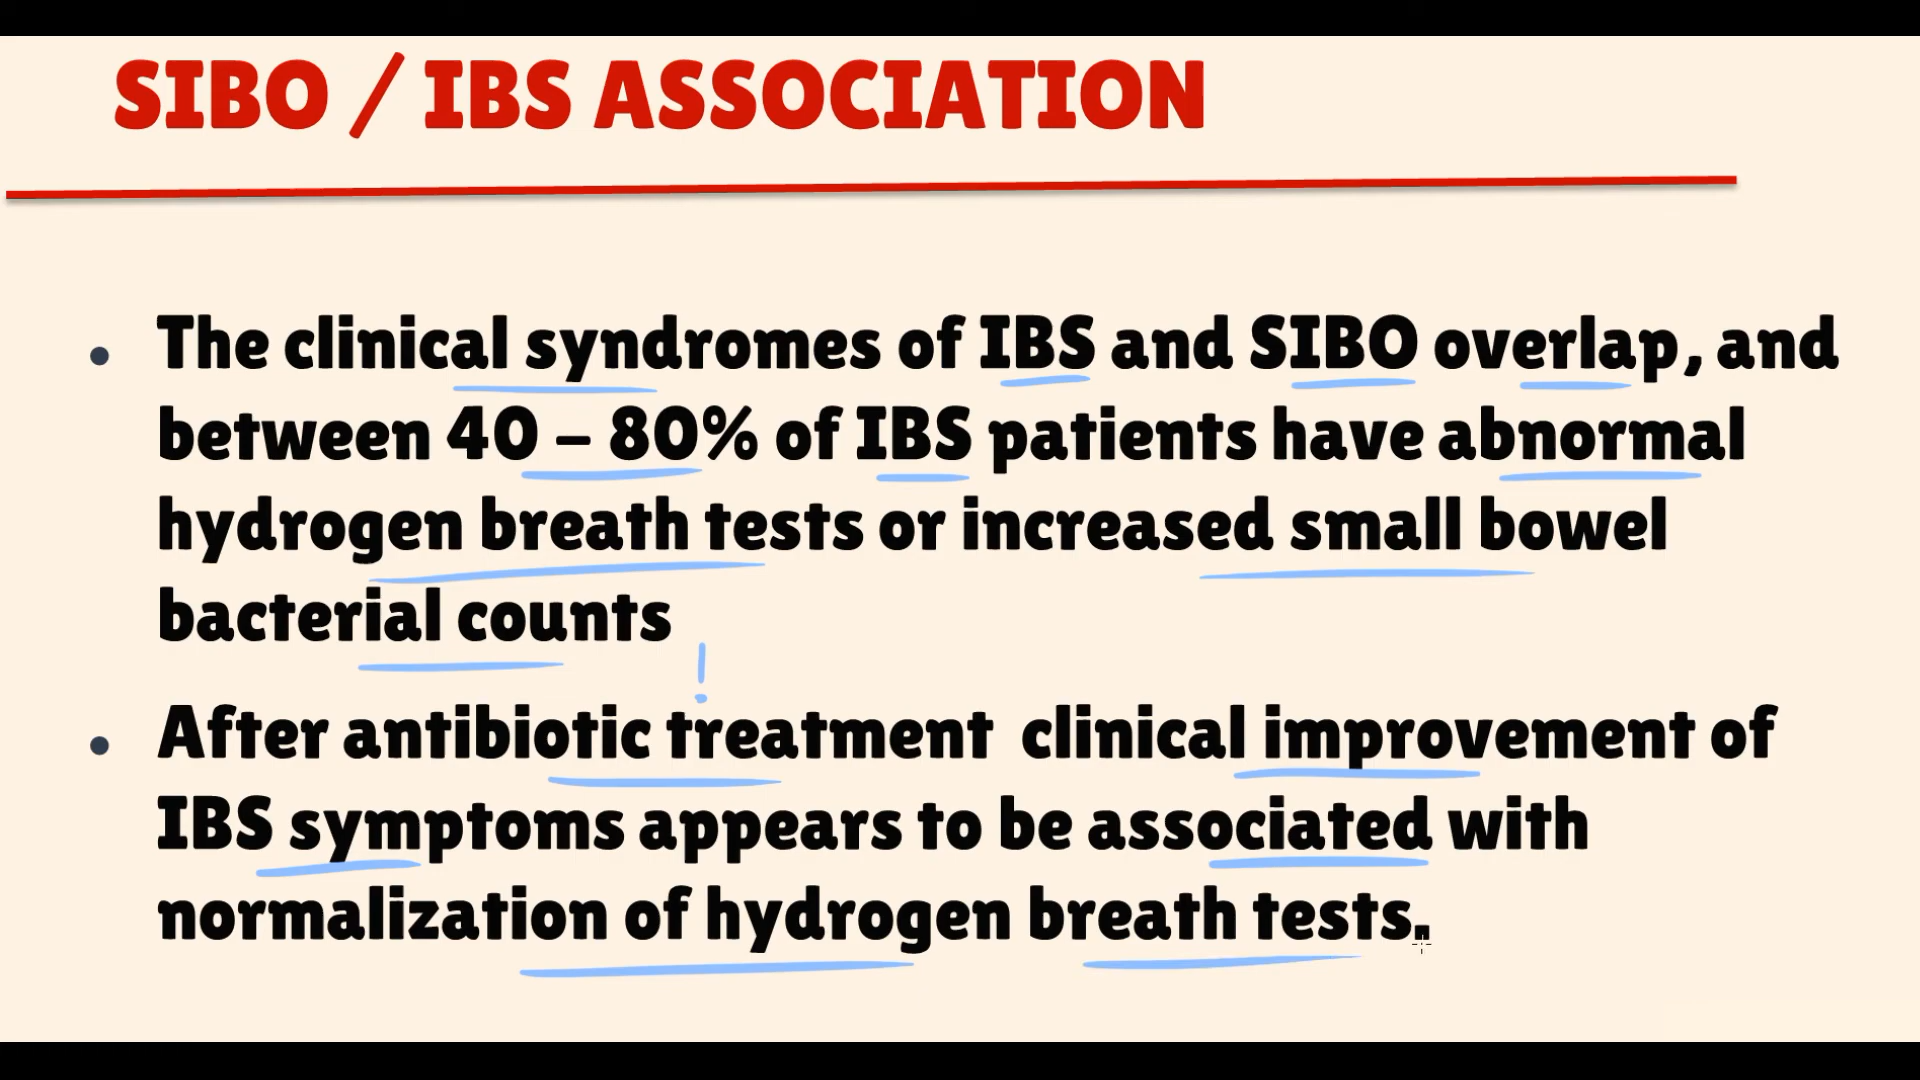 SIBO / IBS ASSOCIATION
• The clinical syndromes of IBS and SIBO overlap, and
between 40 – 80% of IBS patients have abnormal
hydrogen breath tests or increased small bowel
bacterial counts
!
• After antibiotic treatment  clinical improvement of
IBS symptoms appears to be associated with
normalization of hydrogen breath tests.